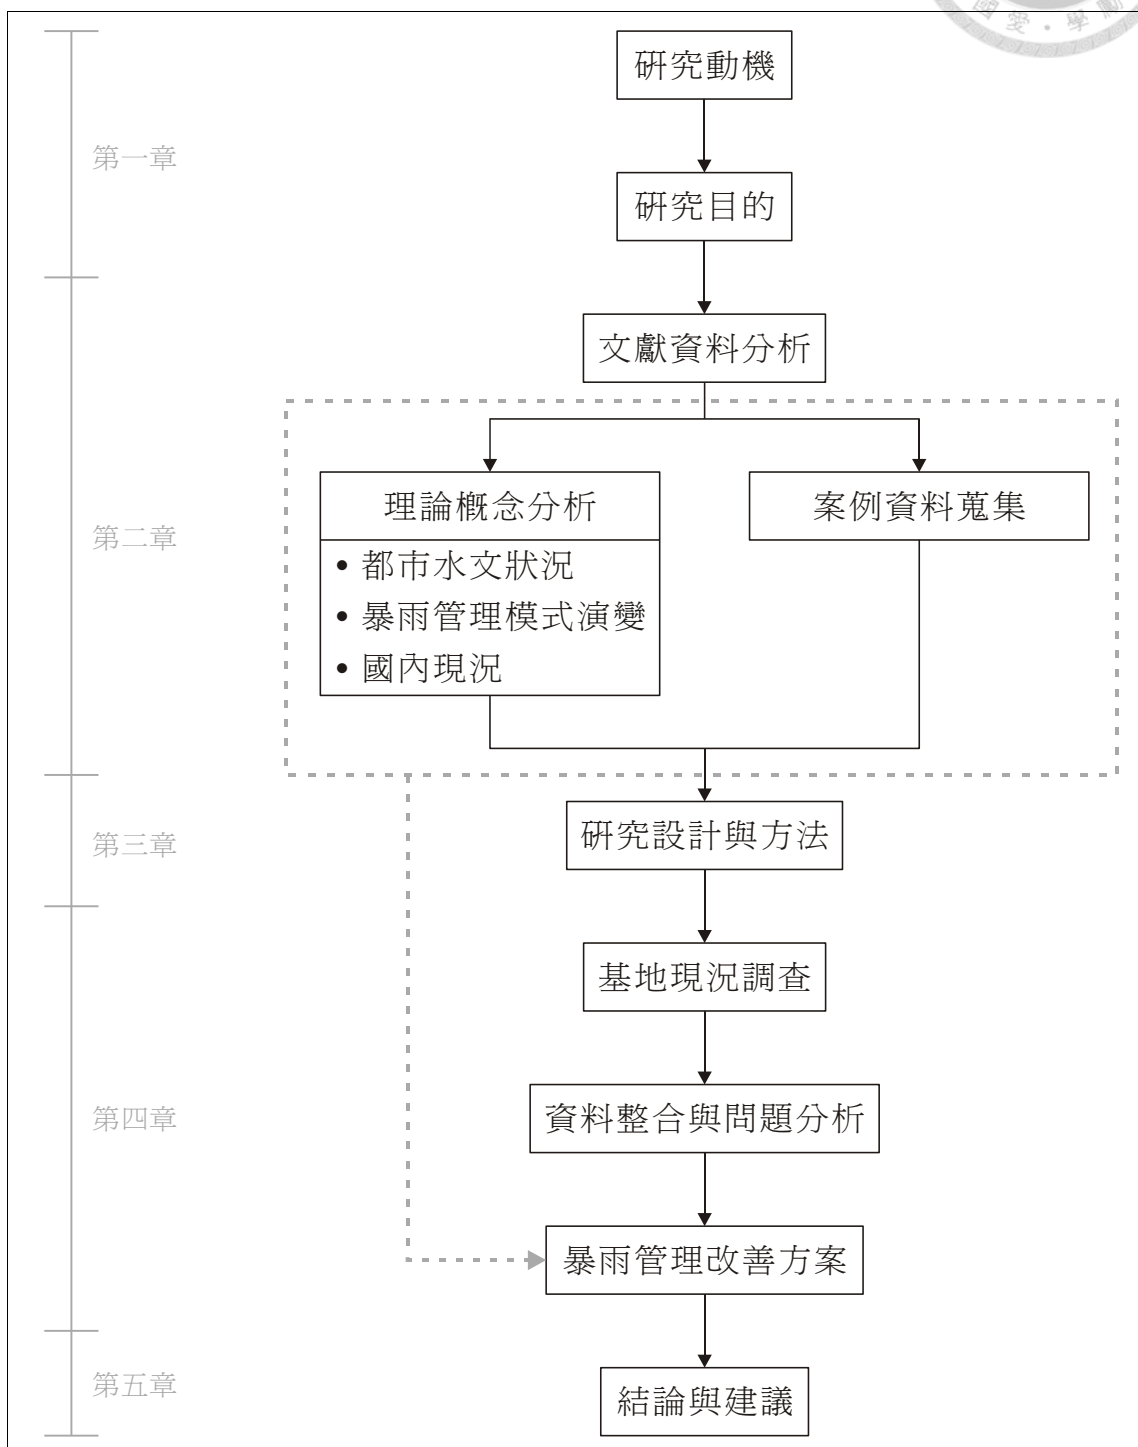 國愛·學
研究動機
第一章
研究目的
文獻資料分析
理論概念分析
案例資料蒐集
• 都市水文狀況
第二章
• 暴雨管理模式演變
• 國內現況
研究設計與方法
第三章
基地現況調查
資料整合與問題分析
第四章
暴雨管理改善方案
第五章
結論與建議